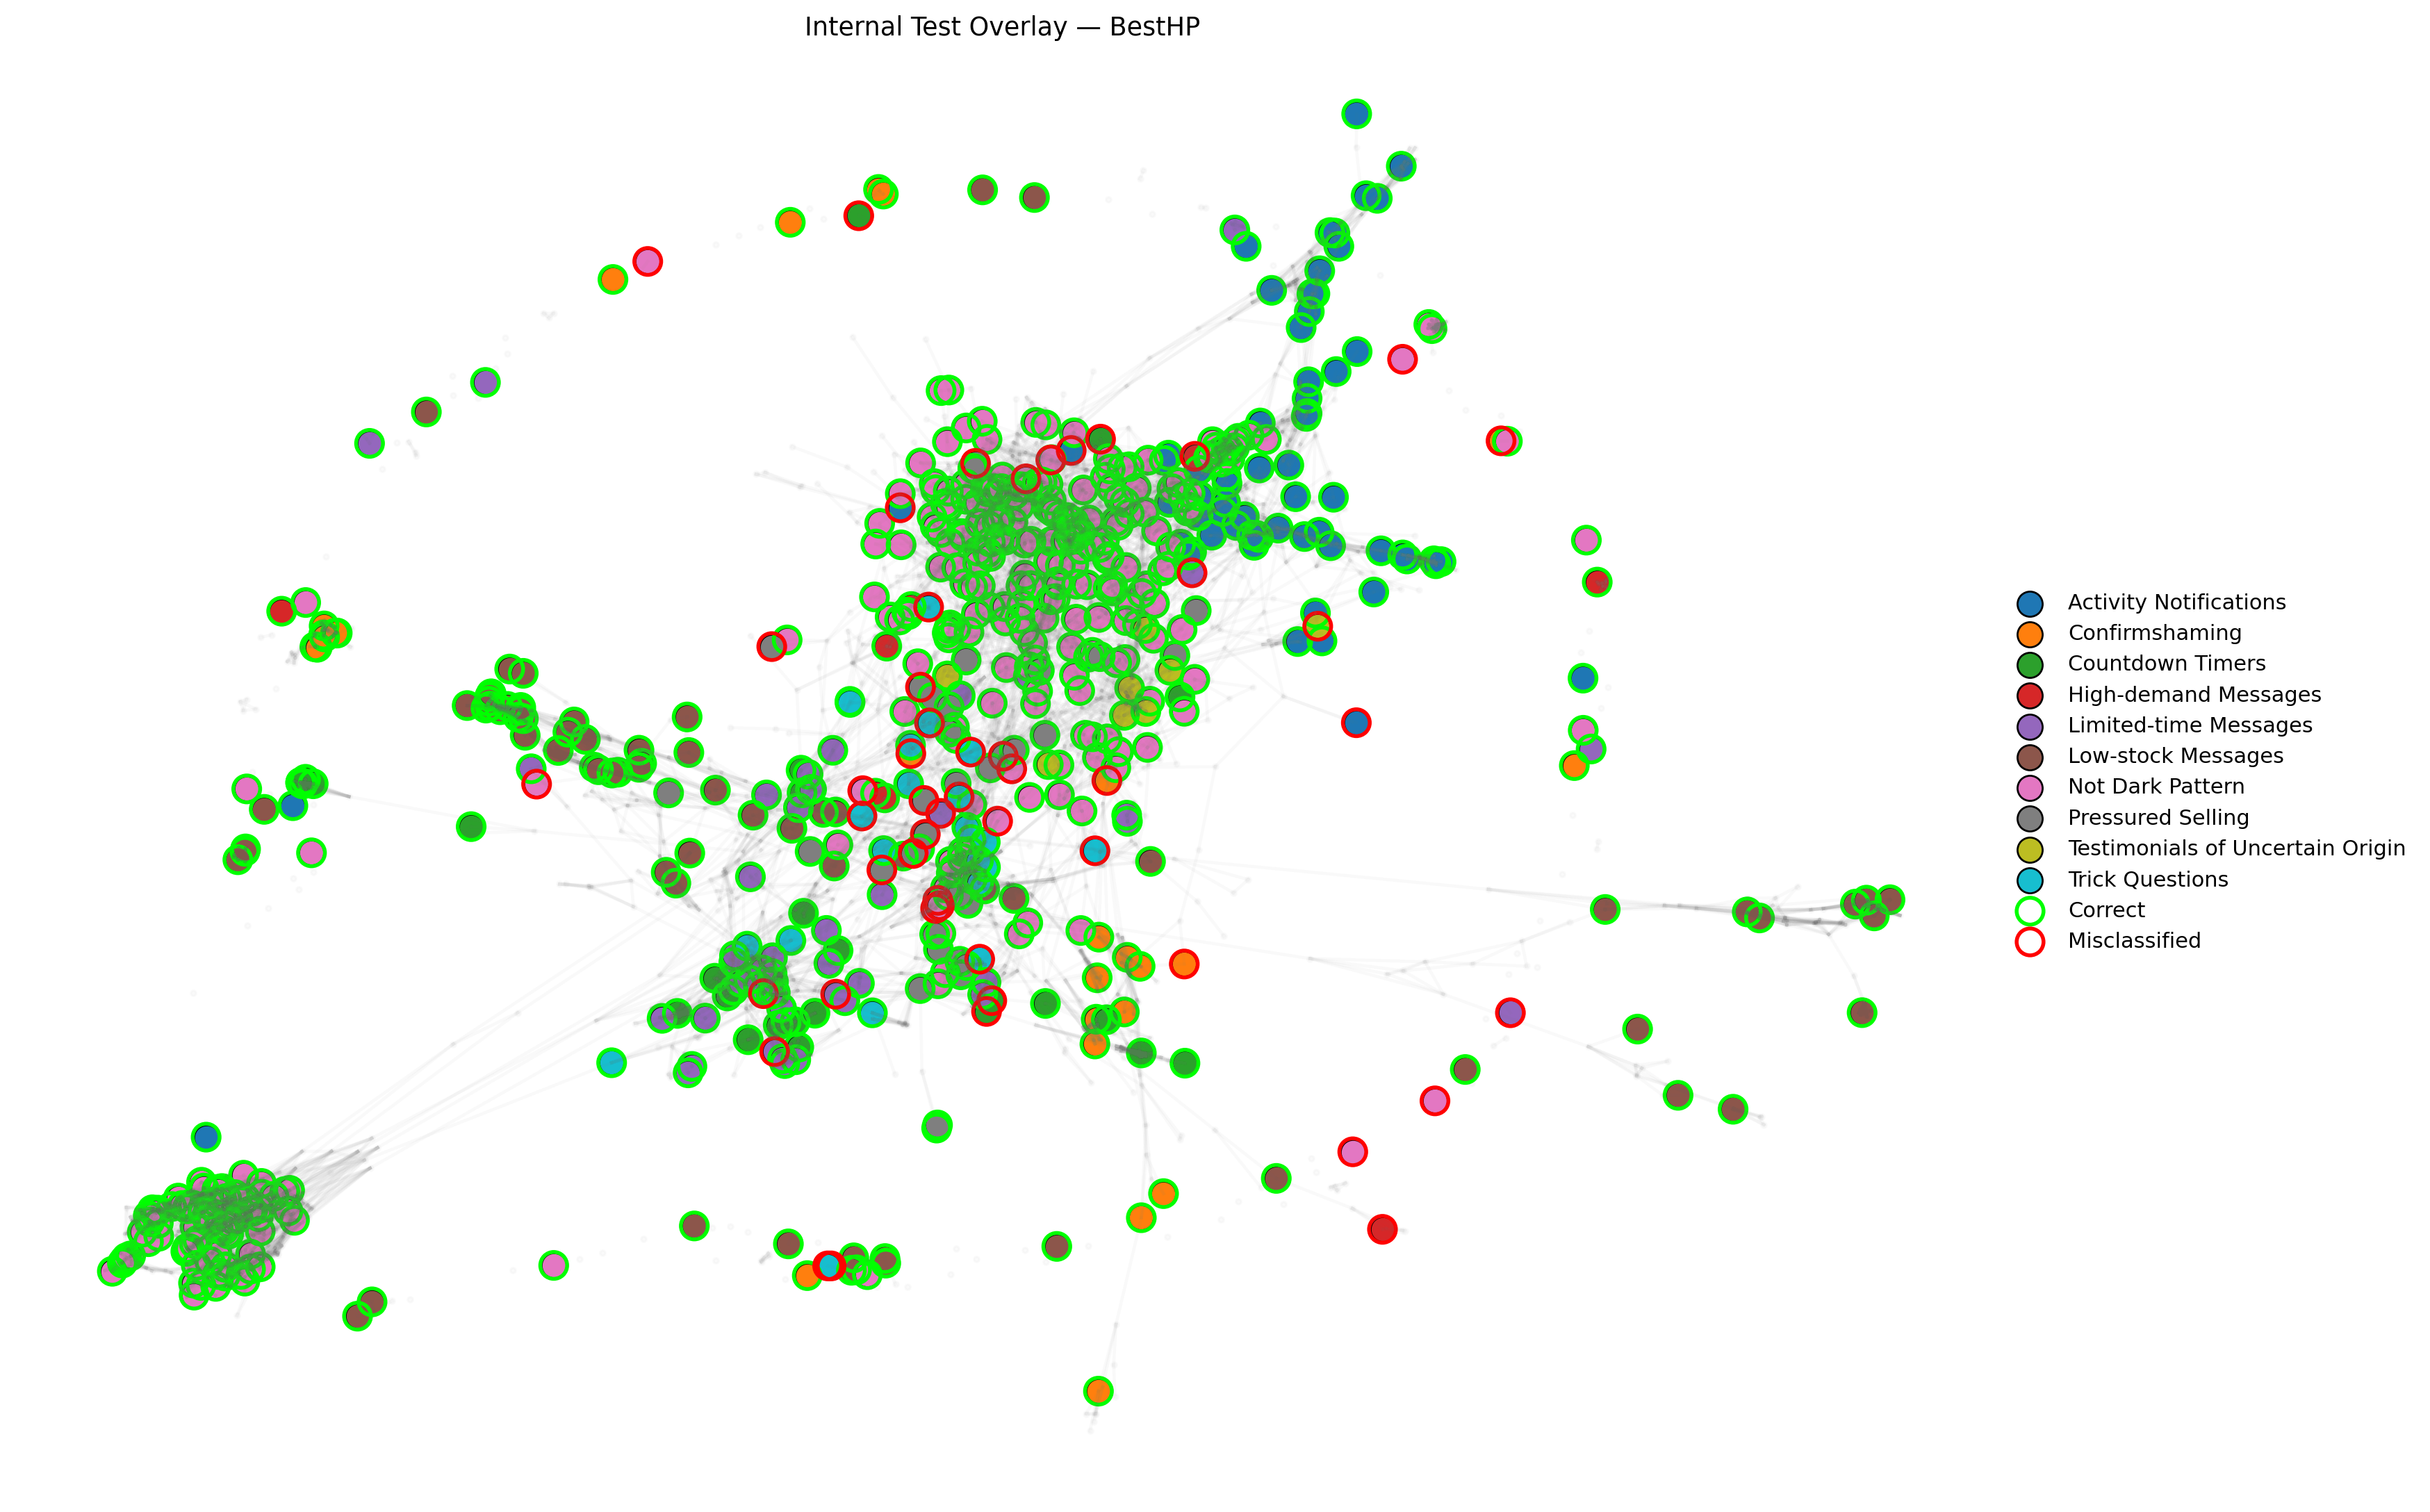 Internal Test Overlay — BestHP
Activity Notifications
Confirmshaming
Countdown Timers
High-demand Messages
Limited-time Messages
Low-stock Messages
Not Dark Pattern
Pressured Selling
Testimonials of Uncertain Origin
Trick Questions
Correct
Misclassified